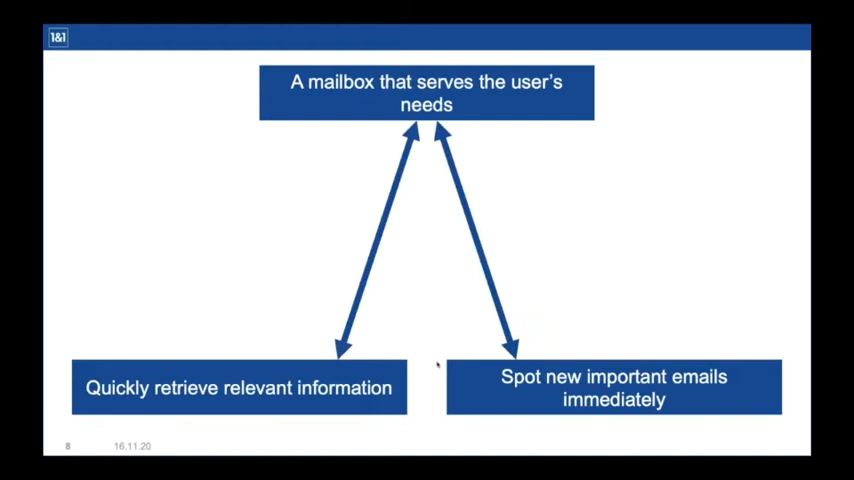 1&1
A mailbox that serves the user's
needs
Quickly retrieve relevant information
Spot new important emails
immediately
8 16.11.20